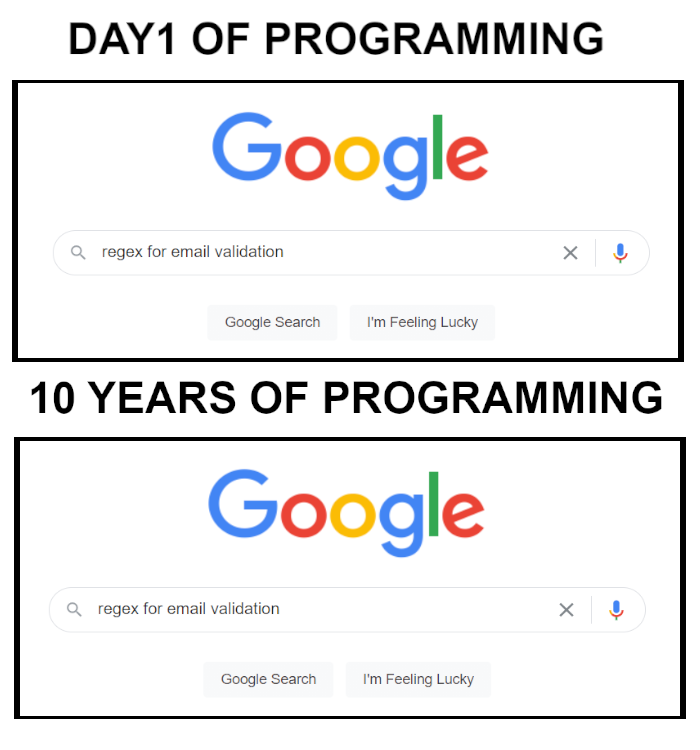 DAY1 OF PROGRAMMING
Google
regex for email validation
Google Search I'm Feeling Lucky
10 YEARS OF PROGRAMMING
Google
regex for email validation
Google Search I'm Feeling Lucky